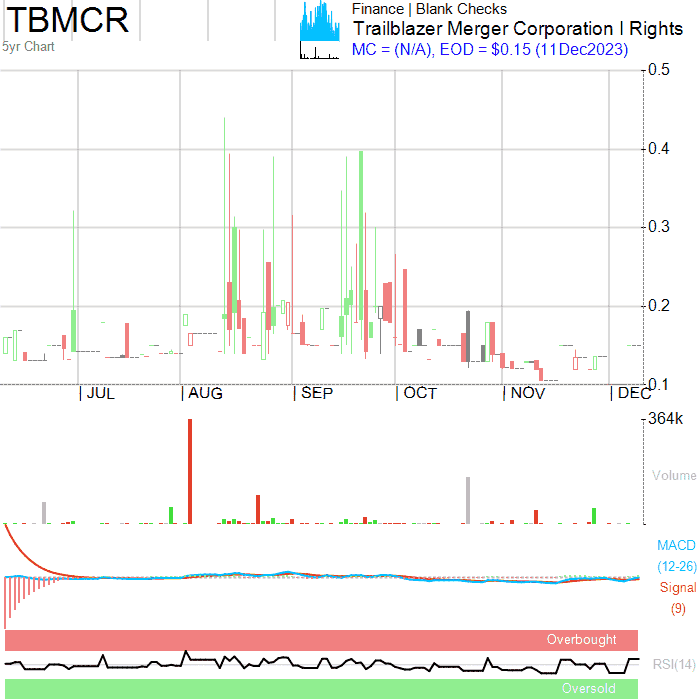 TBMCR
5yr Chart
Finance | Blank Checks
Trailblazer Merger Corporation I Rights
MC = (N/A), EOD = $0.15 (11Dec2023)
0.5
0.4
0.3
0.2
0.1
| JUL | AUG | SEP | OCT | NOV | DEC
364k
Volume
MACD
(12-26)
Signal
(9)
Overbought
RSI(14)
Oversold